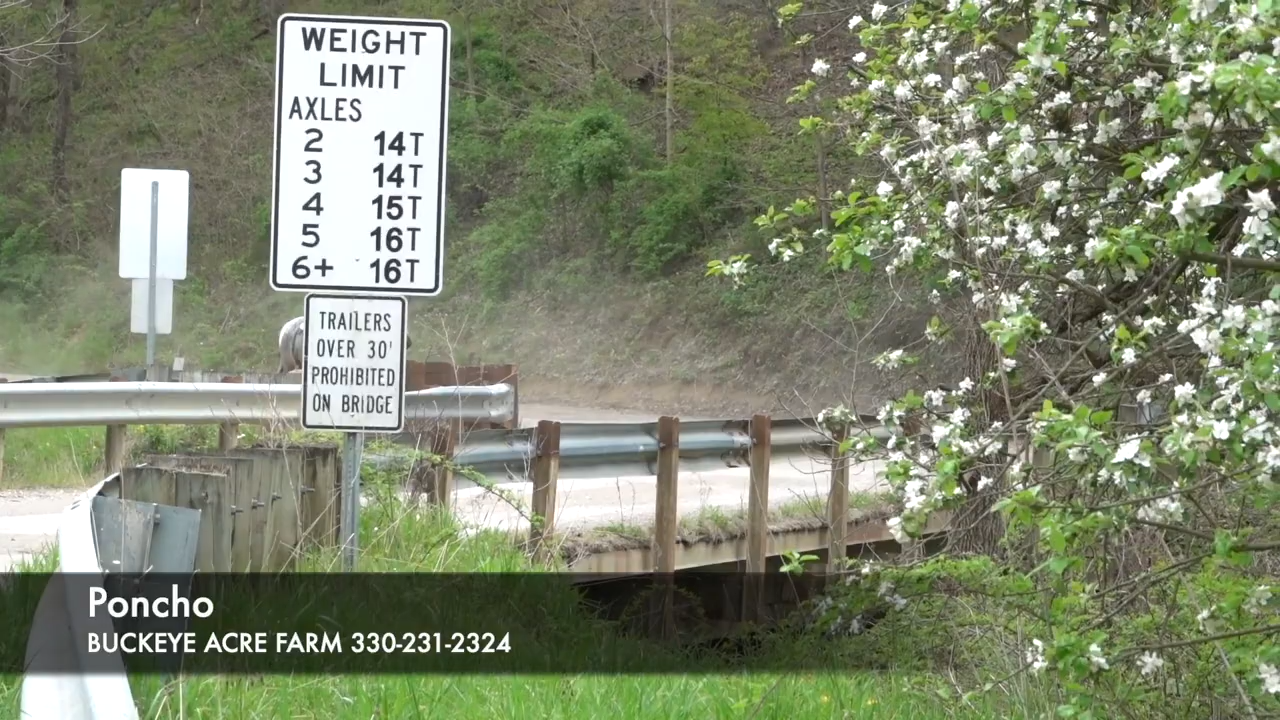 WEIGHT
LIMIT
AXLES
2 14T
3 14T
4 15T
5 16T
6+ 16T
TRAILERS
OVER 30'
PROHIBITED
ON BRIDGE
Poncho
BUCKEYE ACRE FARM 330-231-2324